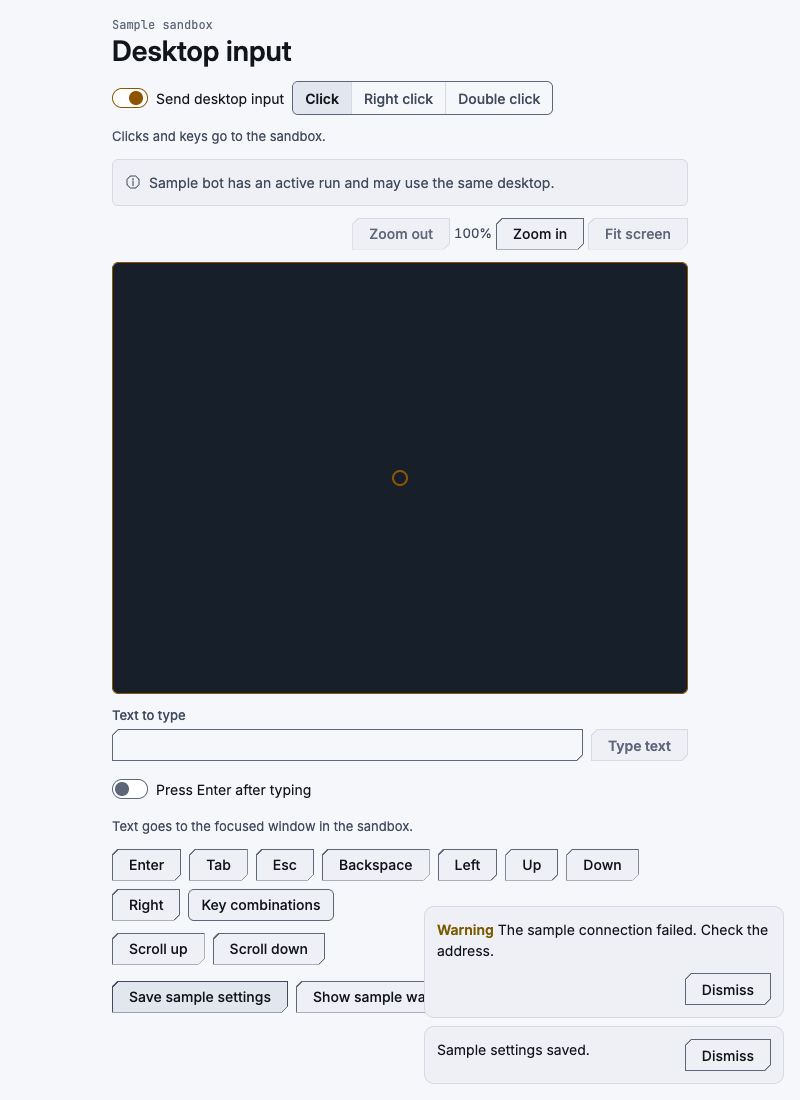 Sample sandbox
Desktop input
Send desktop input
Click
Right click
Double click
Clicks and keys go to the sandbox.
Sample bot has an active run and may use the same desktop.
Zoom out
100%
Zoom in
Fit screen
Text to type
Type text
Press Enter after typing
Text goes to the focused window in the sandbox.
Enter
Tab
Esc
Backspace
Left
Up
Down
Right
Key combinations
Scroll up
Scroll down
Save sample settings
Show sample
Warning The sample connection failed. Check the
address.
Dismiss
Sample settings saved.
Dismiss